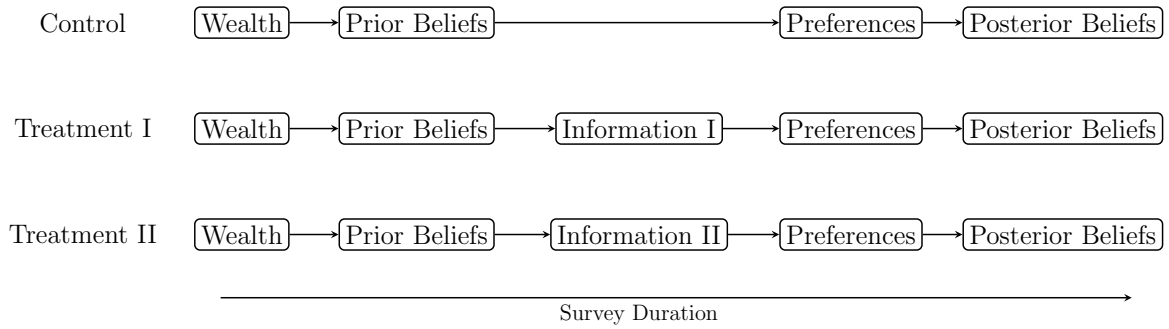 Control Wealth Prior Beliefs Preferences Posterior Beliefs
Treatment I Wealth Prior Beliefs Information I Preferences Posterior Beliefs
Treatment II Wealth Prior Beliefs Information II Preferences Posterior Beliefs
Survey Duration